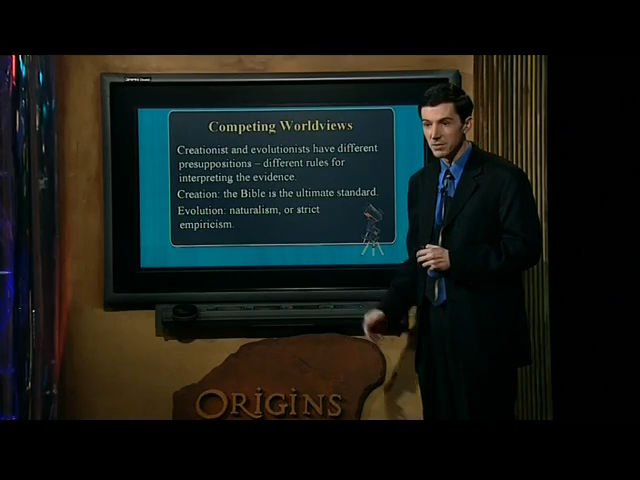 Competing Worldviews
Creationist and evolutionists have different
presuppositions – different rules for
interpreting the evidence.
Creation: the Bible is the ultimate standard.
Evolution: naturalism, or strict
empiricism.
ORIGINS